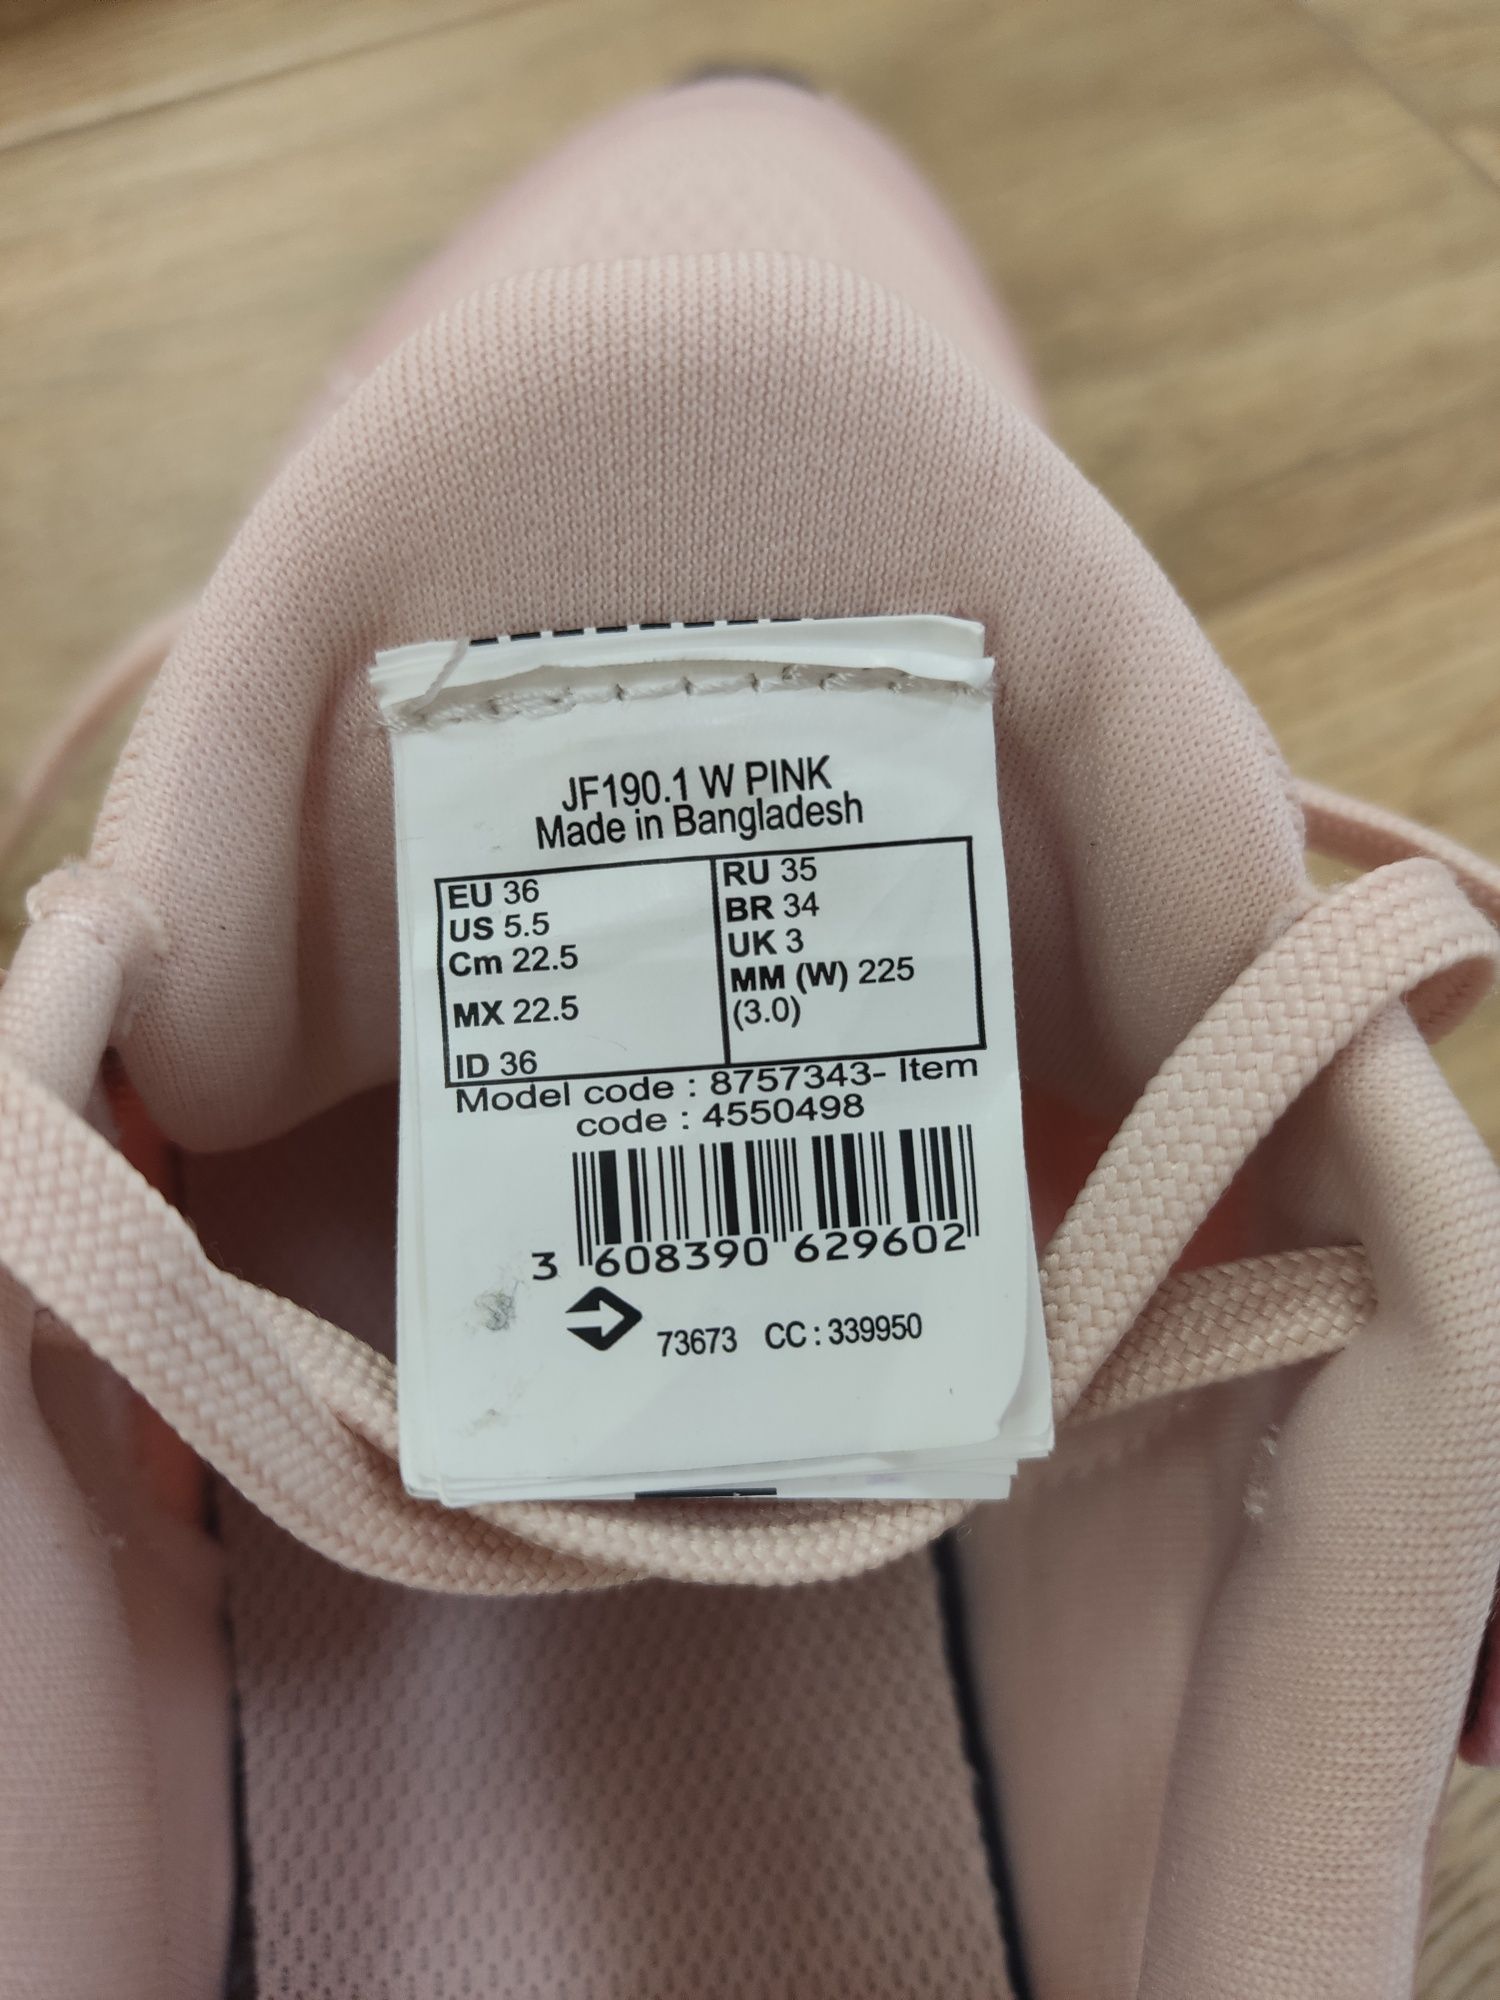 JF190.1 W PINK
Made in Bangladesh
EU 36
US 5.5
Cm 22.5
MX 22.5
ID 36
RU 35
BR 34
UK 3
MM (W) 225
(3.0)
Model code : 8757343- Item
code : 4550498
3 608390 629602
73673 CC : 339950